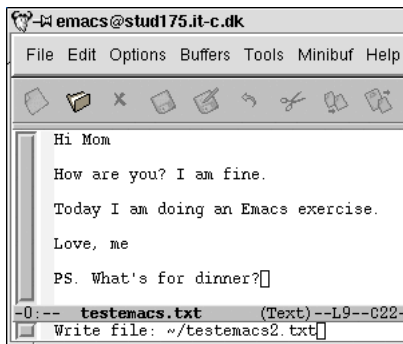 emacs@stud175.it-c.dk
File Edit Options Buffers Tools Minibuf Help
Hi Mom
How are you? I am fine.
Today I am doing an Emacs exercise.
Love, me
PS. What's for dinner?
-0:-- testemacs.txt (Text)--L9--C22-
Write file: ~/testemacs2.txt